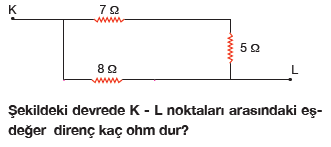 K
7 Ω
5 Ω
8 Ω
L
Şekildeki devrede K - L noktaları arasındaki eş-
değer direnç kaç ohm dur?